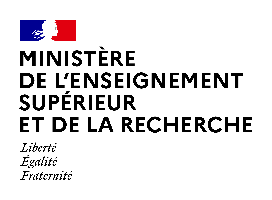 MINISTÈRE
DE L'ENSEIGNEMENT
SUPÉRIEUR
ET DE LA RECHERCHE
Liberté
Égalité
Fraternité